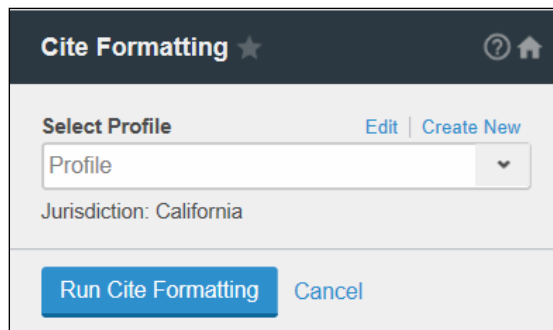 Cite Formatting
Select Profile Edit | Create New
Profile
Jurisdiction: California
Run Cite Formatting Cancel